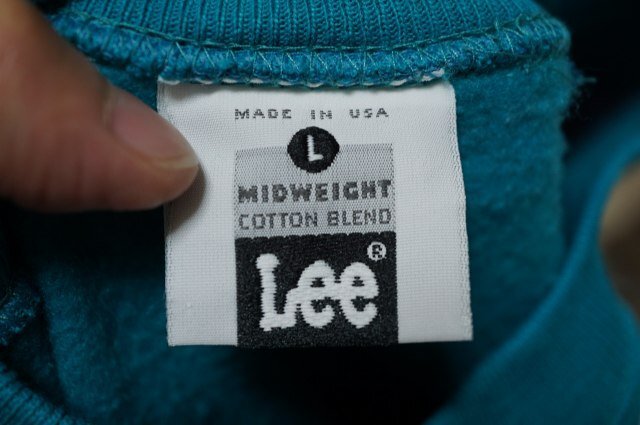 MADE IN USA
L
MIDWEIGHT
COTTON BLEND
Lee®